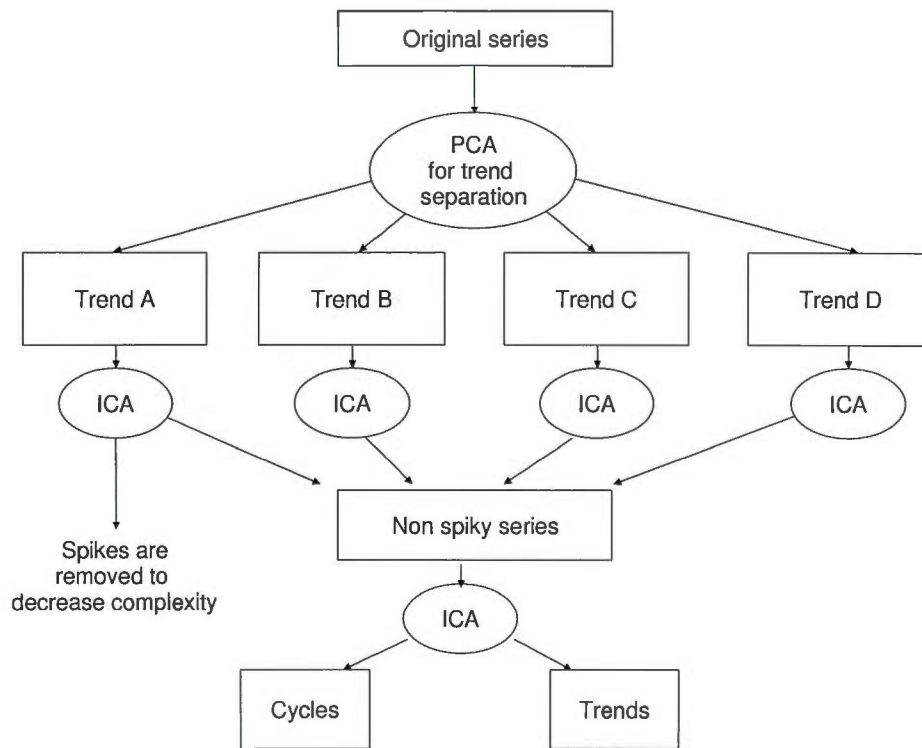 Original series
PCA
for trend
separation
Trend A
Trend B
Trend C
Trend D
ICA
ICA
ICA
ICA
Non spiky series
Spikes are
removed to
decrease complexity
ICA
Cycles
Trends